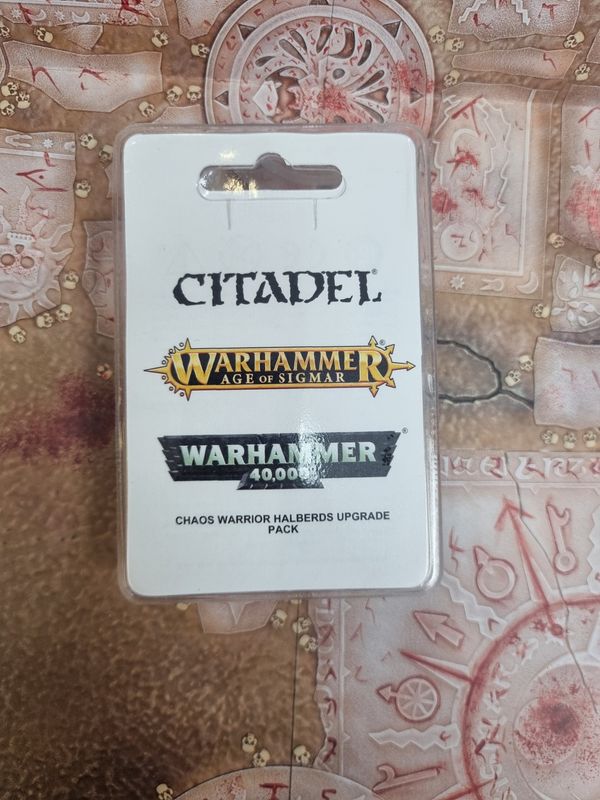 CITADEL®
WARHAMMER®
AGE OF SIGMAR
WARHAMMER®
40,000
CHAOS WARRIOR HALBERDS UPGRADE
PACK